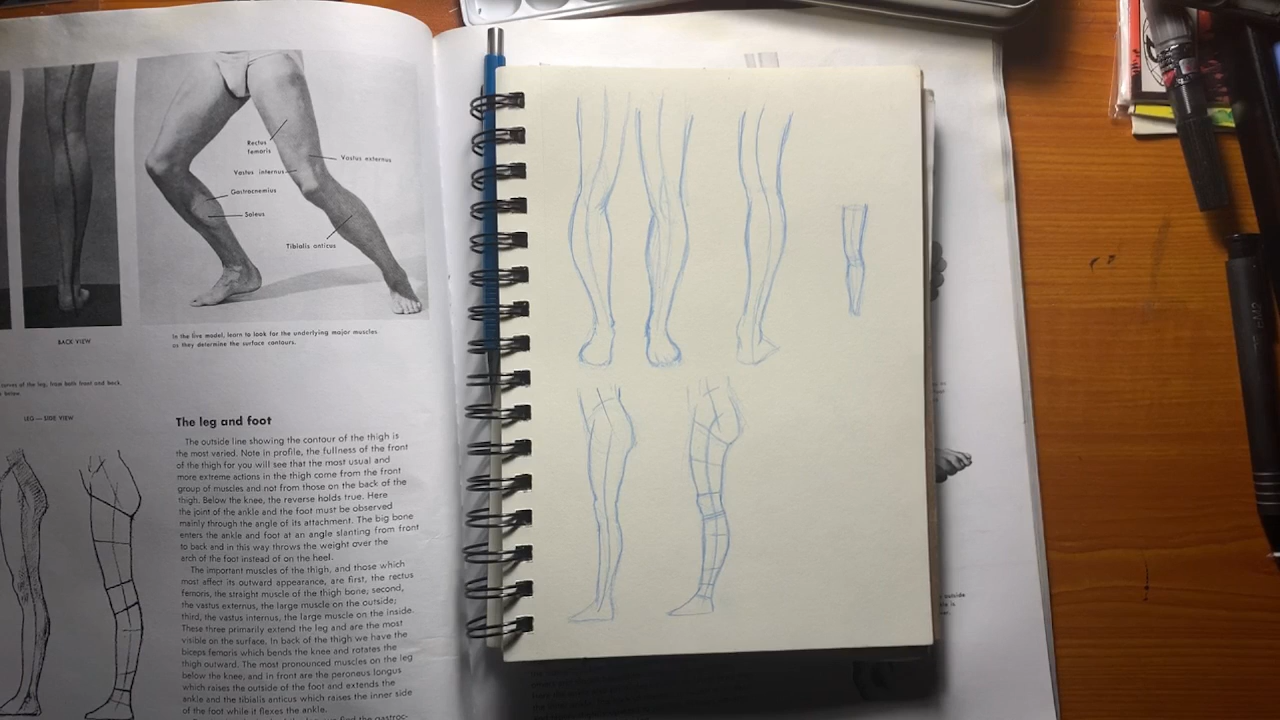 Rectus
femoris
Vastus externus
Vastus internus
Gastrocnemius
Soleus
Tibialis anticus
BACK VIEW
In the live model, learn to look for the underlying major muscles
as they determine the surface contours.
curves of the leg, from both front and back,
below.
LEG — SIDE VIEW
The leg and foot
The outside line showing the contour of the thigh is
the most varied. Note in profile, the fullness of the front
of the thigh for you will see that the most usual and
more extreme actions in the thigh come from the front
group of muscles and not from those on the back of the
thigh. Below the knee, the reverse holds true. Here
the joint of the ankle and the foot must be observed
mainly through the angle of its attachment. The big bone
enters the ankle and foot at an angle slanting from front
to back and in this way throws the weight over the
arch of the foot instead of on the heel.
The important muscles of the thigh, and those which
most affect its outward appearance, are first, the rectus
femoris, the straight muscle of the thigh bone, second,
the vastus externus, the large muscle on the outside;
third, the vastus internus, the large muscle on the inside.
These three primarily extend the leg and are the most
visible on the surface. In back of the thigh we have the
biceps femoris which bends the knee and rotates the
thigh outward. The most pronounced muscles on the leg
below the knee, and in front are the peroneus longus
which raises the outside of the foot and extends the
ankle and the tibialis anticus which raises the inner side
of the foot while it flexes the ankle.
outside
is